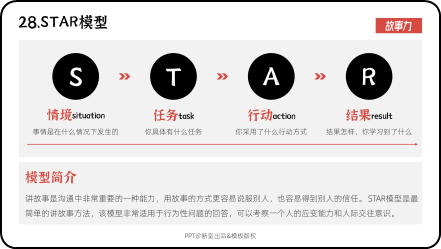 28.STAR模型
故事力
S
T
A
R
情境situation
任务task
行动action
结果result
事情是在什么情况下发生的
你具体有什么任务
你采用了什么行动方式
结果怎样，你学习到了什么
模型简介
讲故事是沟通中非常重要的一种能力，用故事的方式更容易说服别人，也容易得到别人的信任。STAR模型是最
简单的讲故事方法，该模型非常适用于行为性问题的回答，可以考察一个人的应变能力和人际交往意识。
PPT诊断室出品&模板版权